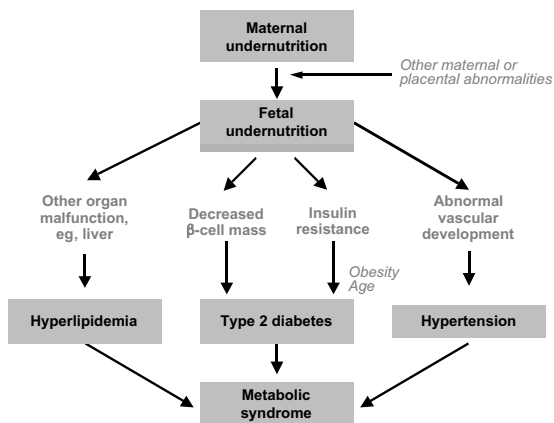 Maternal
undernutrition
Other maternal or
placental abnormalities
Fetal
undernutrition
Other organ
malfunction,
eg, liver
Decreased
β-cell mass
Insulin
resistance
Abnormal
vascular
development
Obesity
Age
Hyperlipidemia
Type 2 diabetes
Hypertension
Metabolic
syndrome